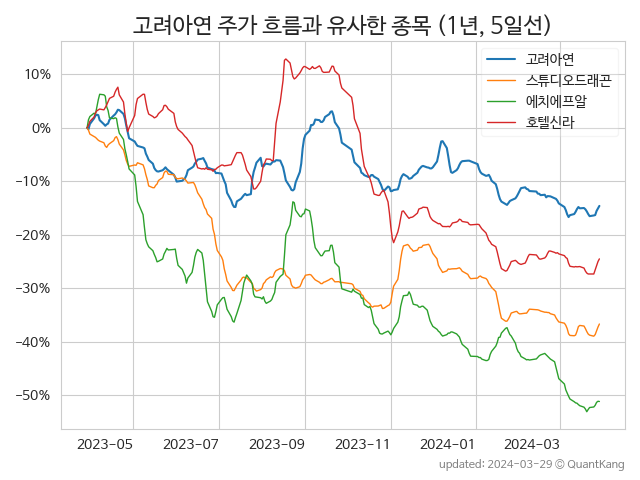 고려아연 주가 흐름과 유사한 종목 (1년, 5일선)
고려아연
스튜디오드래곤
에치에프알
호텔신라
10%
0%
−10%
−20%
−30%
−40%
−50%
2023-05
2023-07
2023-09
2023-11
2024-01
2024-03
updated: 2024-03-29 © QuantKang